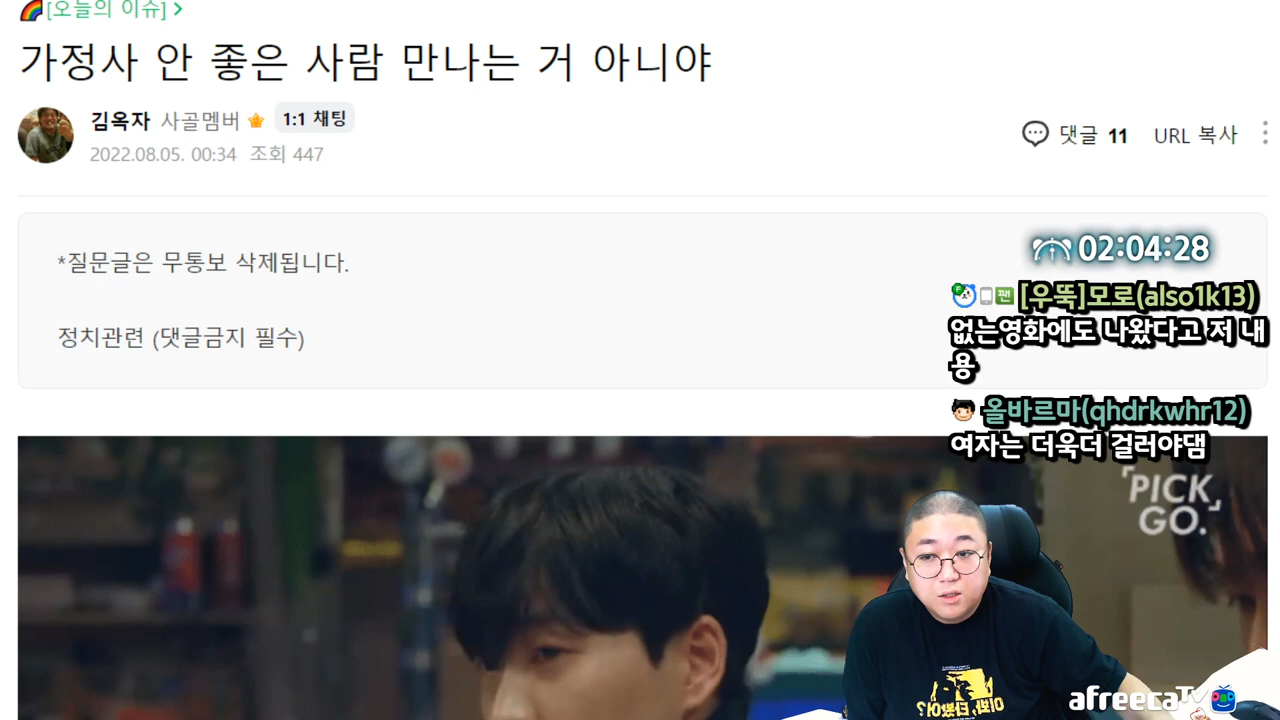 [오늘의 이슈] >
가정사 안 좋은 사람 만나는 거 아니야
김옥자 사골멤버 1:1 채팅
2022.08.05. 00:34 조회 447
댓글 11 URL 복사
*질문글은 무통보 삭제됩니다.
정치관련 (댓글금지 필수)
02:04:28
[우뚝]모로(also1k13)
없는영화에도 나왔다고 저 내
용
올바르마(qhdrkwhr12)
여자는 더욱더 걸러야댐
「PICK
GO.」
afreecaTV